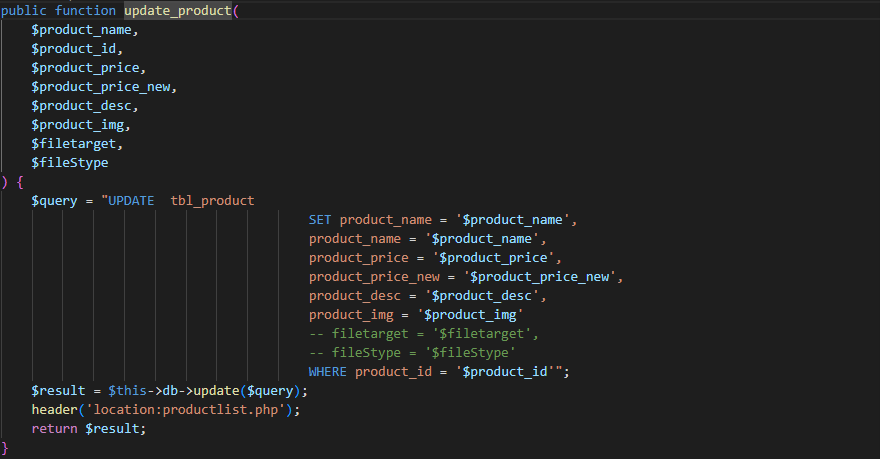 public function update_product(
$product_name,
$product_id,
$product_price,
$product_price_new,
$product_desc,
$product_img,
$filetarget,
$fileStype
) {
$query = "UPDATE  tbl_product
SET product_name = '$product_name',
product_name = '$product_name',
product_price = '$product_price',
product_price_new = '$product_price_new',
product_desc = '$product_desc',
product_img = '$product_img'
-- filetarget = '$filetarget',
-- fileStype = '$fileStype'
WHERE product_id = '$product_id'";
$result = $this->db->update($query);
header('location:productlist.php');
return $result;
}